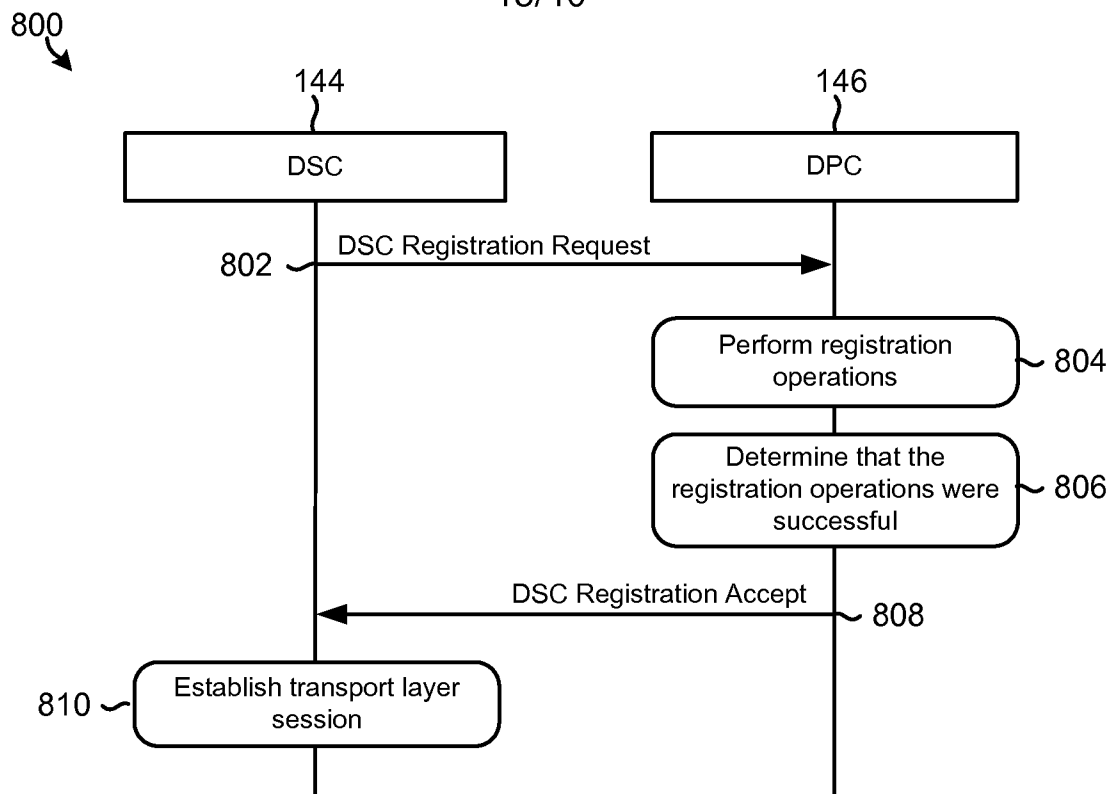 800
144
146
DSC
DPC
DSC Registration Request
802
Perform registration
operations
804
Determine that the
registration operations were
successful
806
DSC Registration Accept
808
Establish transport layer
session
810